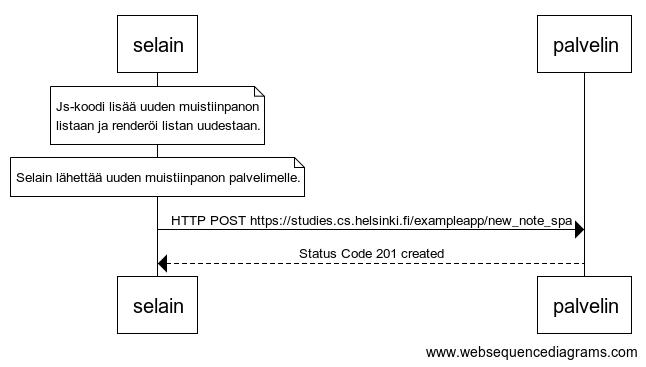 selain
palvelin
Js-koodi lisää uuden muistiinpanon
listaan ja renderöi listan uudestaan.
Selain lähettää uuden muistiinpanon palvelimelle.
HTTP POST https://studies.cs.helsinki.fi/exampleapp/new_note_spa
Status Code 201 created
selain
palvelin
www.websequencediagrams.com